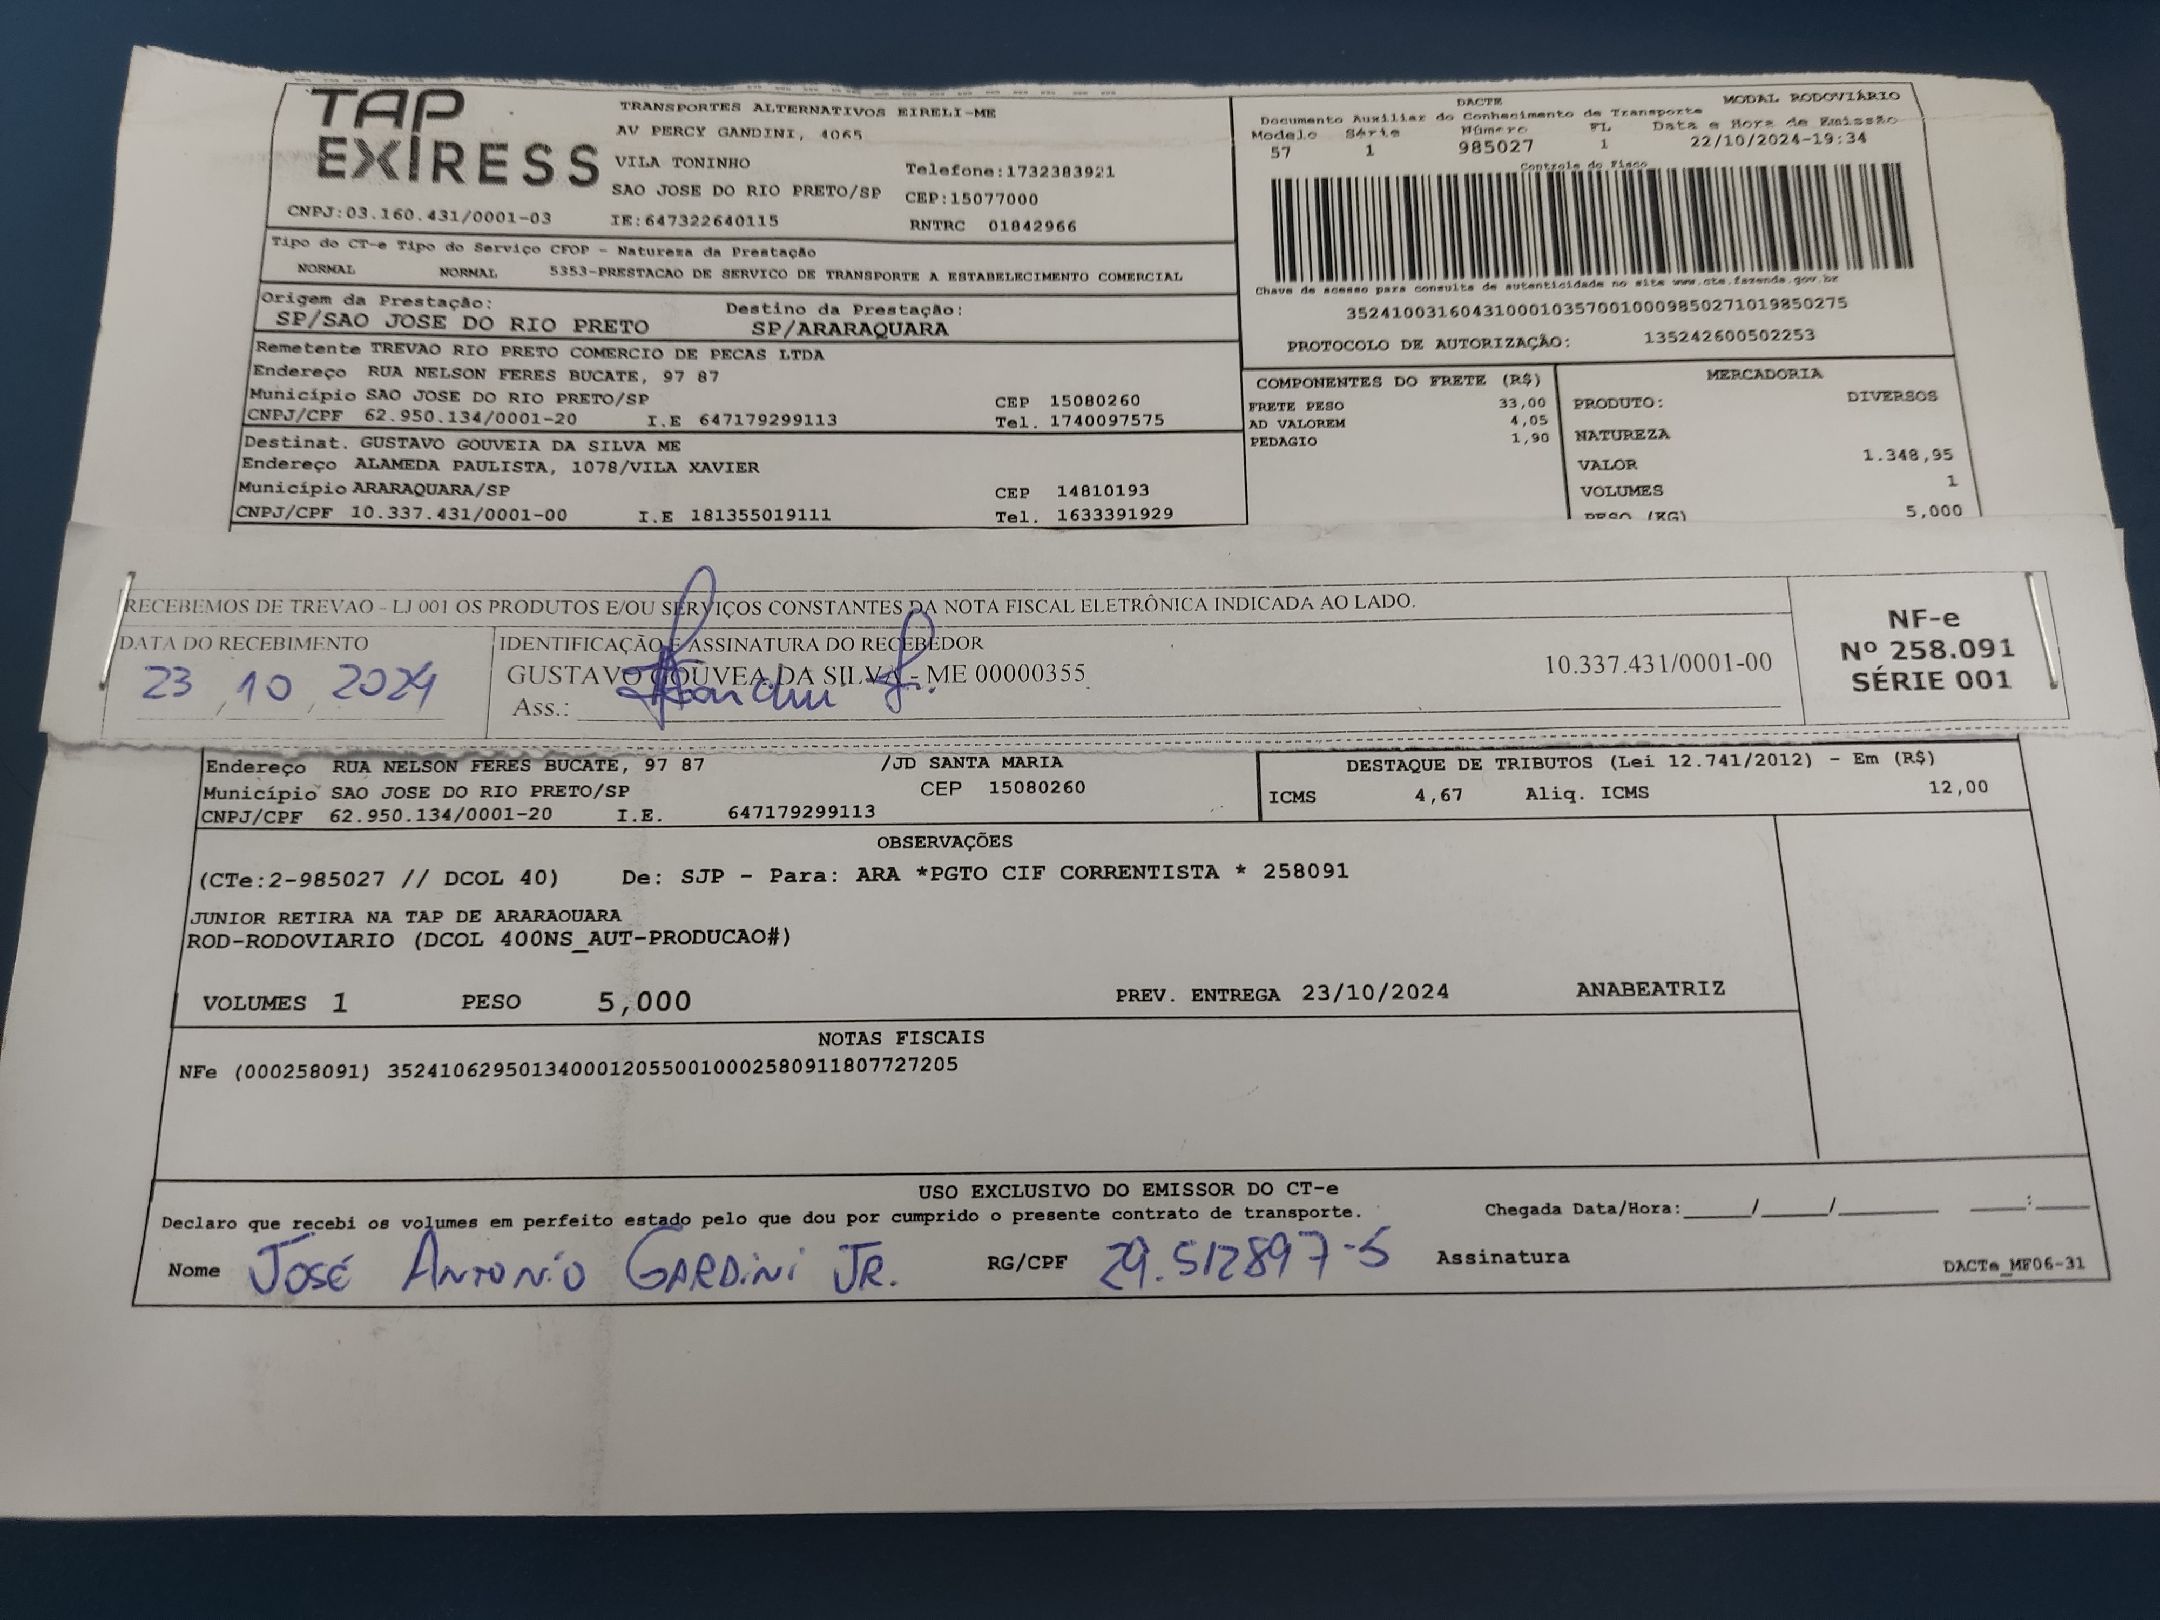 TAP
EXPRESS
TRANSPORTES ALTERNATIVOS EIRELI-ME
AV PERCY GANDINI, 4065
VILA TONINHO
Telefone:1732383921
SAO JOSE DO RIO PRETO/SP
CEP:15077000
CNPJ:03.160.431/0001-03
IE:647322640115
RNTRC 01842966
Tipo do CT-e Tipo do Serviço CFOP - Natureza da Prestação
NORMAL NORMAL 5353-PRESTACAO DE SERVICO DE TRANSPORTE A ESTABELECIMENTO COMERCIAL
Origem da Prestação: Destino da Prestação:
SP/SAO JOSE DO RIO PRETO SP/ARARAQUARA
Remetente TREVAO RIO PRETO COMERCIO DE PECAS LTDA
Endereço RUA NELSON FERES BUCATE, 97 87
Município SAO JOSE DO RIO PRETO/SP CEP 15080260
CNPJ/CPF 62.950.134/0001-20 I.E 647179299113 Tel. 1740097575
Destinat. GUSTAVO GOUVEIA DA SILVA ME
Endereço ALAMEDA PAULISTA, 1078/VILA XAVIER
Município ARARAQUARA/SP CEP 14810193
CNPJ/CPF 10.337.431/0001-00 I.E 181355019111 Tel. 1633391929
DACTE MODAL RODOVIÁRIO
Documento Auxiliar do Conhecimento de Transporte
Modelo Série Número FL Data e Hora de Emissão
57 1 985027 1 22/10/2024-19:34
Controle do Fisco
Chave de acesso para consulta de autenticidade no site www.cte.fazenda.gov.br
35241003160431000103570010009850271019850275
PROTOCOLO DE AUTORIZAÇÃO: 135242600502253
COMPONENTES DO FRETE (R$)
FRETE PESO 33,00
AD VALOREM 4,05
PEDAGIO 1,90
MERCADORIA
PRODUTO: DIVERSOS
NATUREZA
VALOR 1.348,95
VOLUMES 1
PESO (KG) 5,000
RECEBEMOS DE TREVAO - LJ 001 OS PRODUTOS E/OU SERVIÇOS CONSTANTES DA NOTA FISCAL ELETRÔNICA INDICADA AO LADO.
DATA DO RECEBIMENTO
23 10 2024
IDENTIFICAÇÃO E ASSINATURA DO RECEBEDOR
GUSTAVO GOUVEA DA SILVA - ME 00000355 10.337.431/0001-00
Ass.:
NF-e
Nº 258.091
SÉRIE 001
Endereço RUA NELSON FERES BUCATE, 97 87 /JD SANTA MARIA
Município SAO JOSE DO RIO PRETO/SP CEP 15080260
CNPJ/CPF 62.950.134/0001-20 I.E. 647179299113
DESTAQUE DE TRIBUTOS (Lei 12.741/2012) - Em (R$)
ICMS 4,67 Aliq. ICMS 12,00
OBSERVAÇÕES
(CTe:2-985027 // DCOL 40) De: SJP - Para: ARA *PGTO CIF CORRENTISTA * 258091
JUNIOR RETIRA NA TAP DE ARARAQUARA
ROD-RODOVIARIO (DCOL 400NS_AUT-PRODUCAO#)
VOLUMES 1 PESO 5,000 PREV. ENTREGA 23/10/2024 ANABEATRIZ
NOTAS FISCAIS
NFe (000258091) 35241062950134000120550010002580911807727205
USO EXCLUSIVO DO EMISSOR DO CT-e
Declaro que recebi os volumes em perfeito estado pelo que dou por cumprido o presente contrato de transporte. Chegada Data/Hora:
Nome José Antonio Gardini Jr. RG/CPF 29.512897-5 Assinatura
DACTe_MF06-31